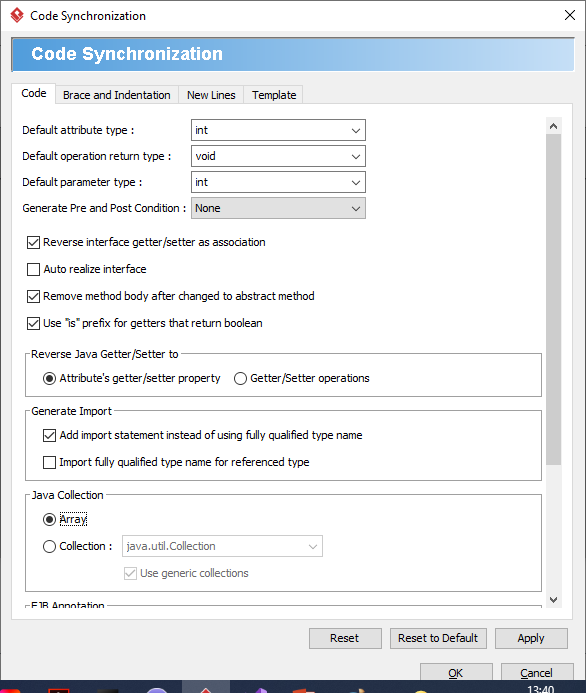 Code Synchronization
Code Synchronization
Code Brace and Indentation New Lines Template
Default attribute type : int
Default operation return type : void
Default parameter type : int
Generate Pre and Post Condition : None
Reverse interface getter/setter as association
Auto realize interface
Remove method body after changed to abstract method
Use "is" prefix for getters that return boolean
Reverse Java Getter/Setter to
Attribute's getter/setter property Getter/Setter operations
Generate Import
Add import statement instead of using fully qualified type name
Import fully qualified type name for referenced type
Java Collection
Array
Collection : java.util.Collection
Use generic collections
EJB Annotation
Reset Reset to Default Apply
OK Cancel
13:40